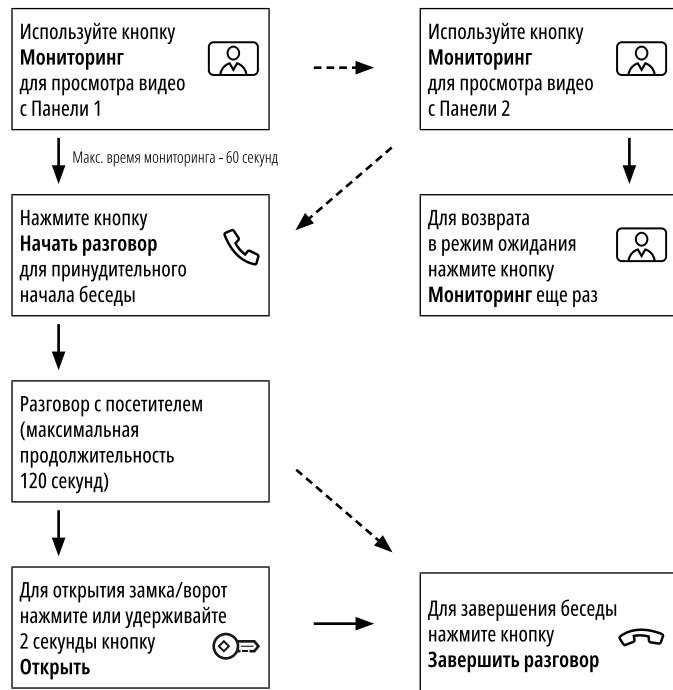 Используйте кнопку
Мониторинг
для просмотра видео
с Панели 1
Используйте кнопку
Мониторинг
для просмотра видео
с Панели 2
Макс. время мониторинга - 60 секунд
Нажмите кнопку
Начать разговор
для принудительного
начала беседы
Для возврата
в режим ожидания
нажмите кнопку
Мониторинг еще раз
Разговор с посетителем
(максимальная
продолжительность
120 секунд)
Для открытия замка/ворот
нажмите или удерживайте
2 секунды кнопку
Открыть
Для завершения беседы
нажмите кнопку
Завершить разговор